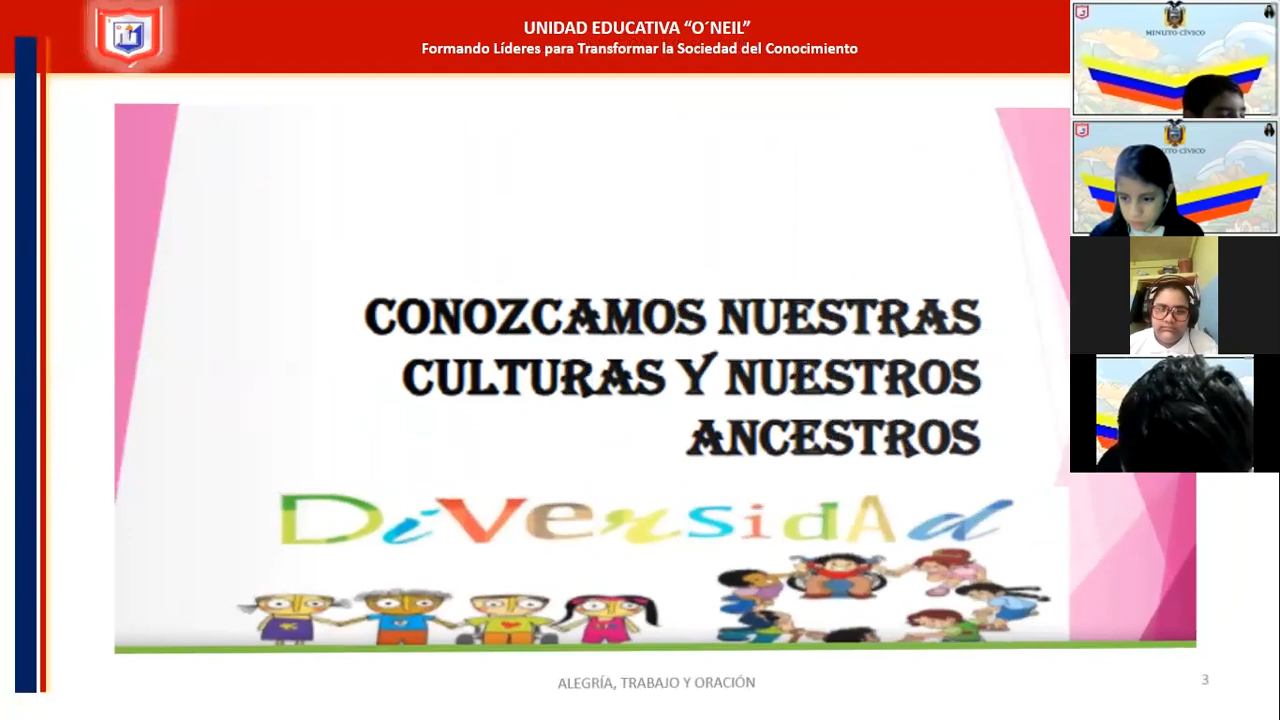 UNIDAD EDUCATIVA “O´NEIL”
Formando Líderes para Transformar la Sociedad del Conocimiento
MINUTO CÍVICO
CONOZCAMOS NUESTRAS
CULTURAS Y NUESTROS
ANCESTROS
DiVersidAd
ALEGRÍA, TRABAJO Y ORACIÓN
3